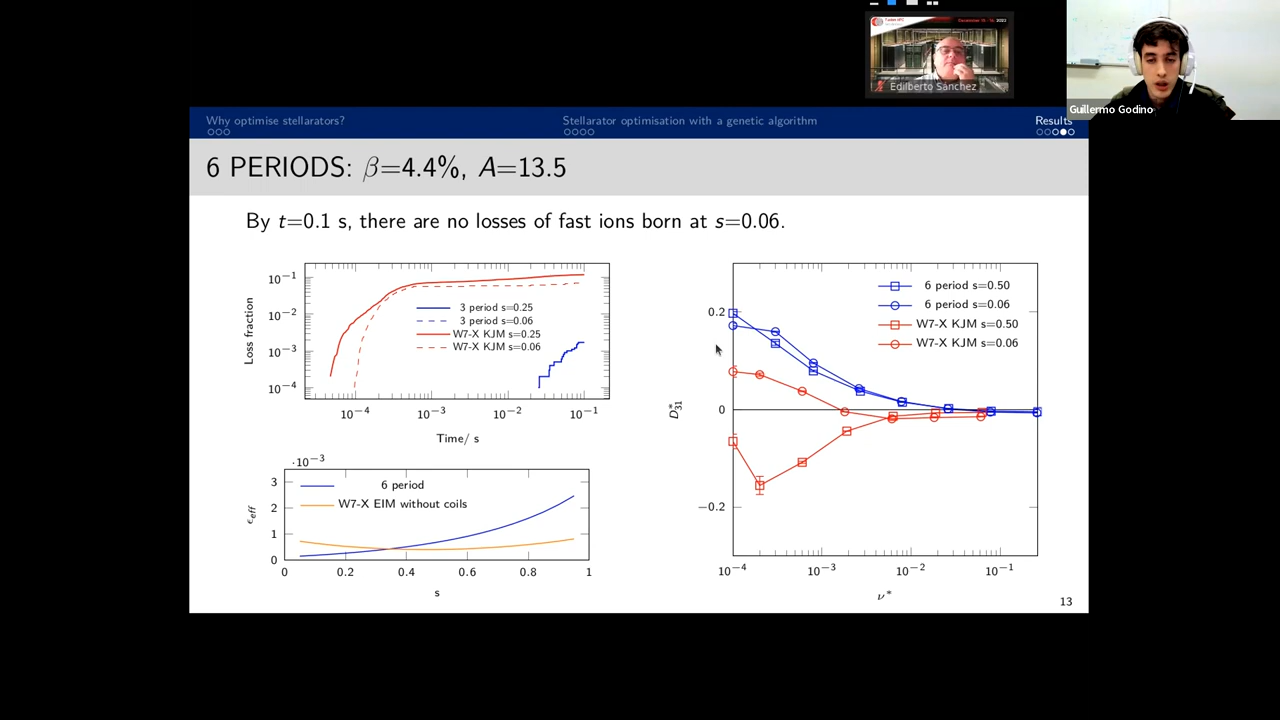 Edilberto Sánchez
Guillermo Godino
Why optimise stellarators?
Stellarator optimisation with a genetic algorithm
Results
6 PERIODS: β=4.4%, A=13.5
By t=0.1 s, there are no losses of fast ions born at s=0.06.
Loss fraction
10⁻¹
10⁻²
10⁻³
10⁻⁴
3 period s=0.25
3 period s=0.06
W7-X KJM s=0.25
W7-X KJM s=0.06
10⁻⁴ 10⁻³ 10⁻² 10⁻¹
Time/ s
·10⁻³
ϵeff
3
2
1
0
6 period
W7-X EIM without coils
0 0.2 0.4 0.6 0.8 1
s
D*31
0.2
0
−0.2
6 period s=0.50
6 period s=0.06
W7-X KJM s=0.50
W7-X KJM s=0.06
10⁻⁴ 10⁻³ 10⁻² 10⁻¹
ν*
13